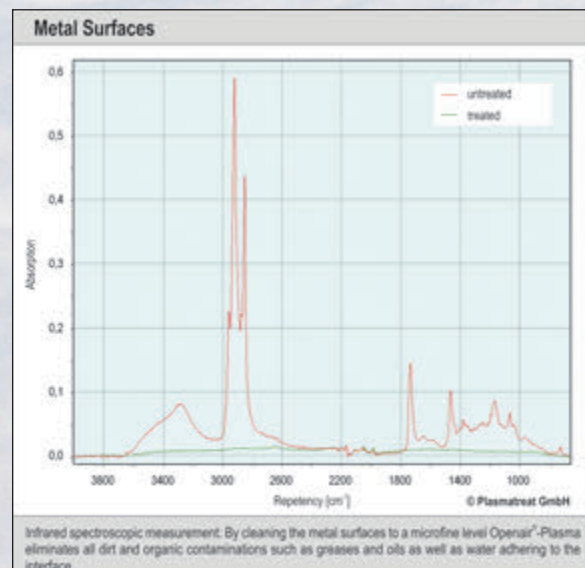 Metal Surfaces
0,6
untreated
treated
0,5
0,4
Absorption
0,3
0,2
0,1
0,0
3800 3400 3000 2600 2200 1800 1400 1000
Repetency [cm⁻¹]
© Plasmatreat GmbH
Infrared spectroscopic measurement: By cleaning the metal surfaces to a microfine level Openair®-Plasma
eliminates all dirt and organic contaminations such as greases and oils as well as water adhering to the
interface.